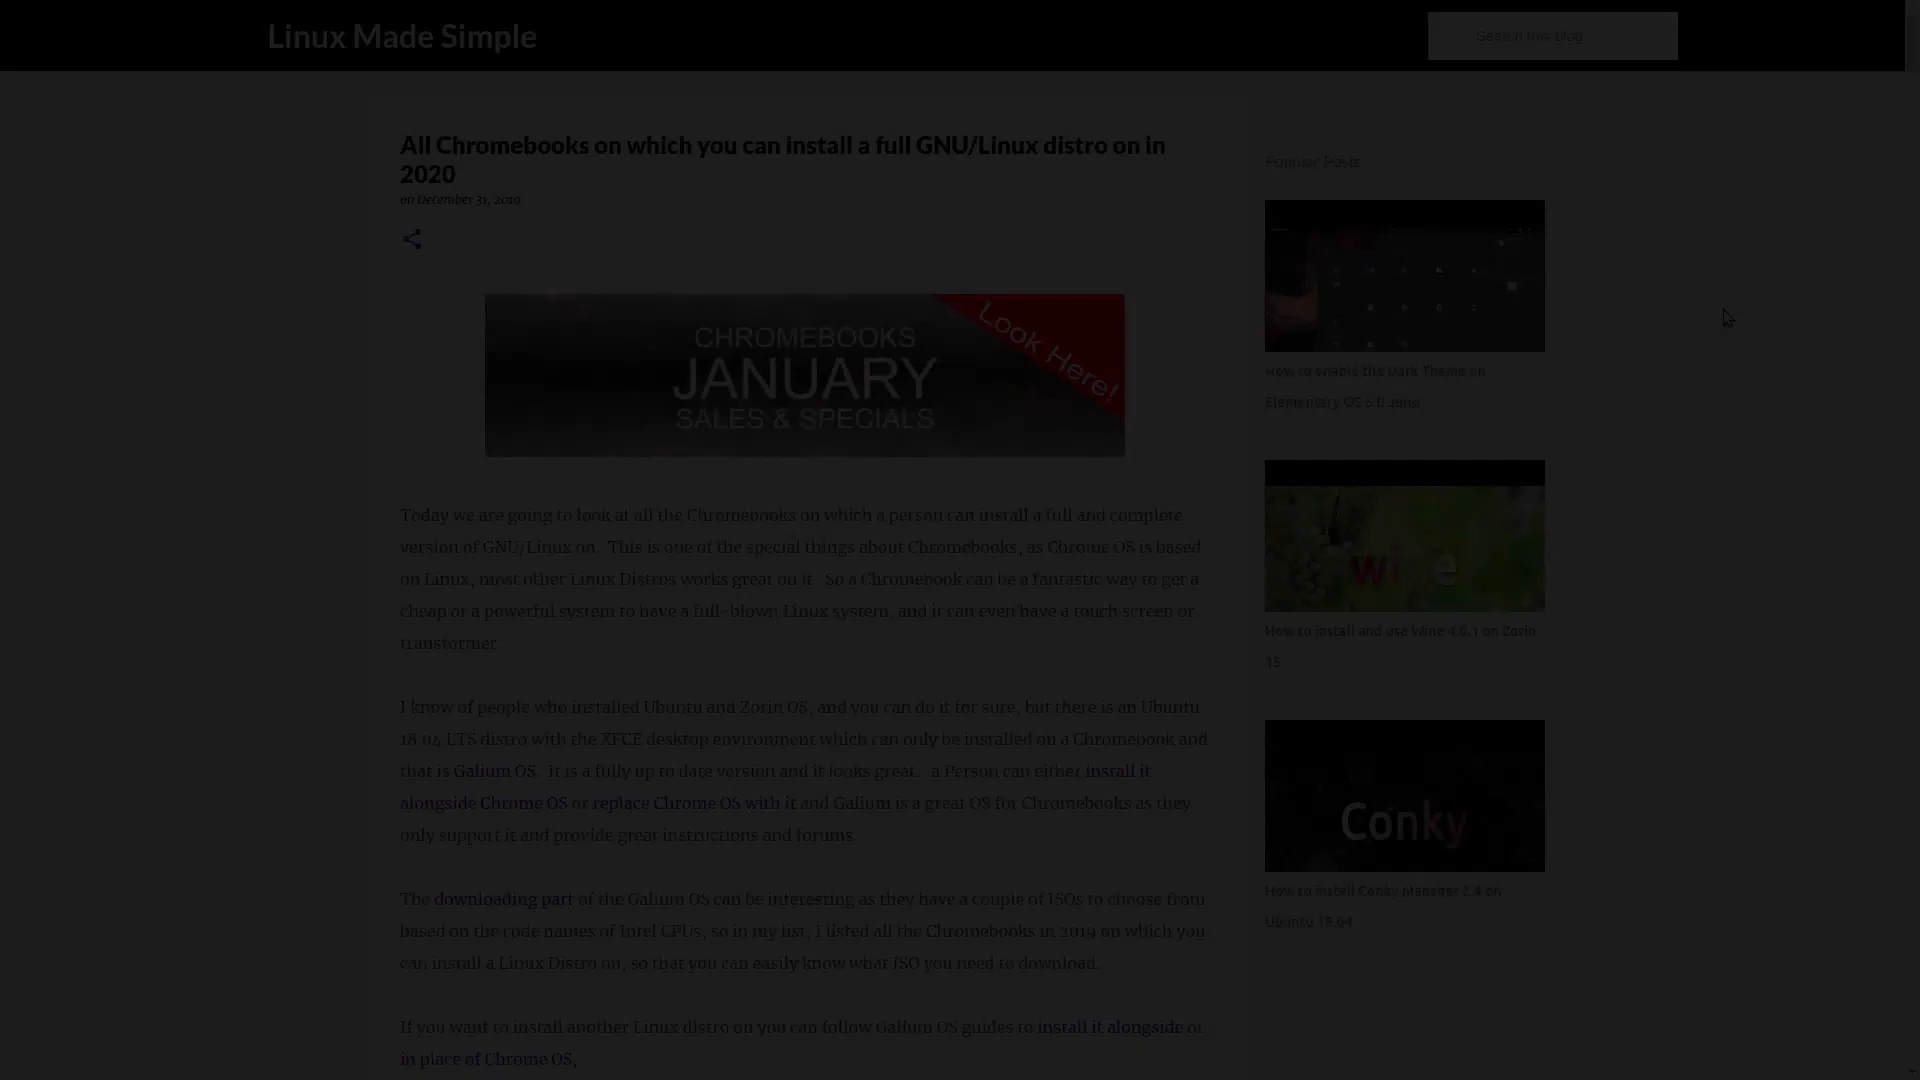 Linux Made Simple
Search this blog
All Chromebooks on which you can install a full GNU/Linux distro on in
2020
on December 31, 2019
CHROMEBOOKS
JANUARY
SALES & SPECIALS
Look Here!
Today we are going to look at all the Chromebooks on which a person can install a full and complete
version of GNU/Linux on.  This is one of the special things about Chromebooks, as Chrome OS is based
on Linux, most other Linux Distros works great on it.  So a Chromebook can be a fantastic way to get a
cheap or a powerful system to have a full-blown Linux system, and it can even have a touch screen or
transformer.
I know of people who installed Ubuntu and Zorin OS, and you can do it for sure, but there is an Ubuntu
18.04 LTS distro with the XFCE desktop environment which can only be installed on a Chromebook and
that is Galium OS.  It is a fully up to date version and it looks great.  a Person can either install it
alongside Chrome OS or replace Chrome OS with it and Galium is a great OS for Chromebooks as they
only support it and provide great instructions and forums.
The downloading part of the Galium OS can be interesting as they have a couple of ISOs to choose from
based on the code names of Intel CPUs, so in my list, I listed all the Chromebooks in 2019 on which you
can install a Linux Distro on, so that you can easily know what ISO you need to download.
If you want to install another Linux distro on you can follow Galium OS guides to install it alongside or
in place of Chrome OS,
Popular Posts
How to enable the Dark Theme on
Elementary OS 5.0 Juno
wine
How to install and use Wine 4.0.1 on Zorin
15
Conky
How to install Conky Manager 2.4 on
Ubuntu 19.04